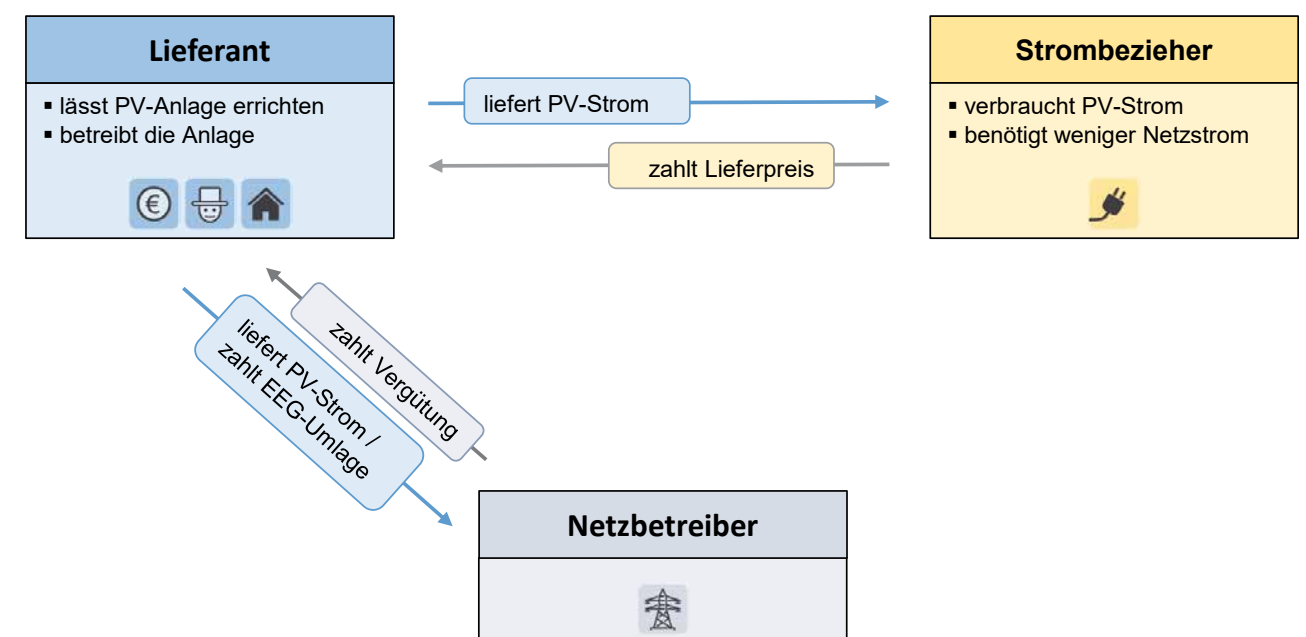 Lieferant
▪ lässt PV-Anlage errichten
▪ betreibt die Anlage
€
liefert PV-Strom
zahlt Lieferpreis
Strombezieher
▪ verbraucht PV-Strom
▪ benötigt weniger Netzstrom
zahlt Vergütung
liefert PV-Strom /
zahlt EEG-Umlage
Netzbetreiber